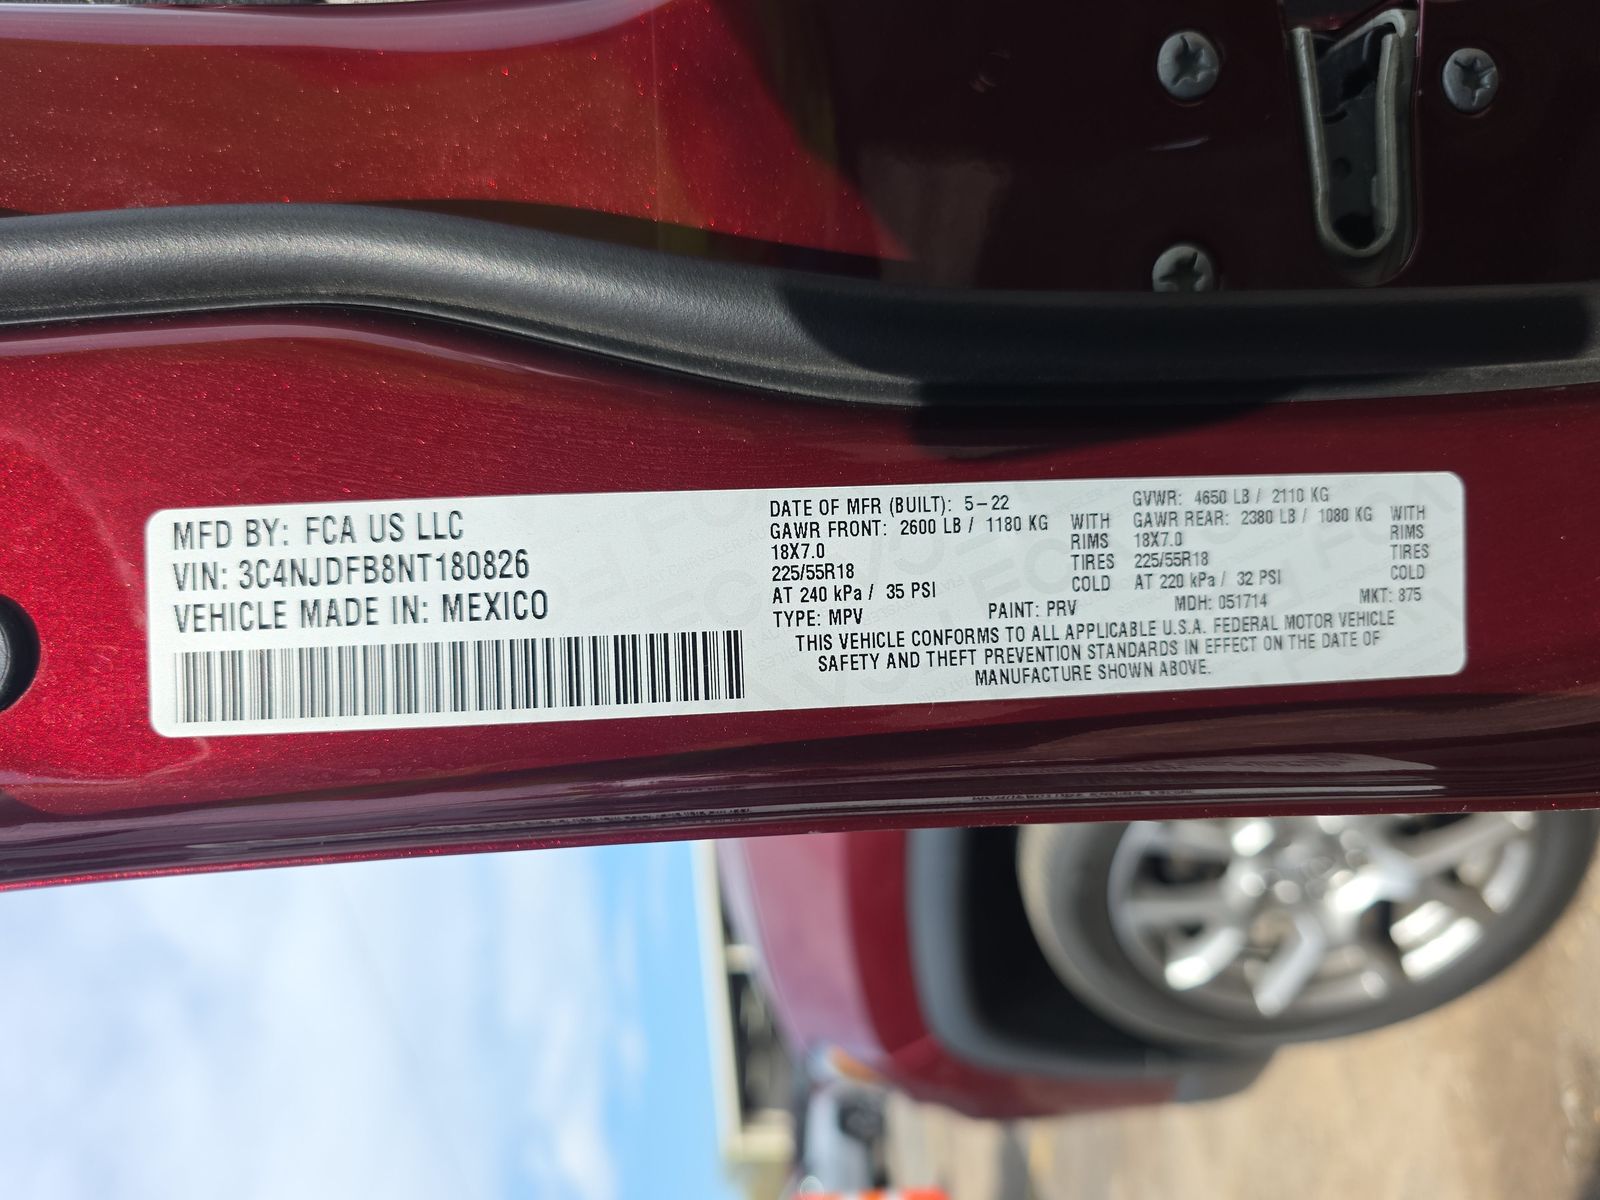 MFD BY: FCA US LLC
VIN: 3C4NJDFB8NT180826
VEHICLE MADE IN: MEXICO
DATE OF MFR (BUILT): 5-22 GVWR: 4650 LB / 2110 KG
GAWR FRONT: 2600 LB / 1180 KG WITH GAWR REAR: 2380 LB / 1080 KG WITH
18X7.0 RIMS 18X7.0 RIMS
225/55R18 TIRES 225/55R18 TIRES
AT 240 kPa / 35 PSI COLD AT 220 kPa / 32 PSI COLD
TYPE: MPV PAINT: PRV MDH: 051714 MKT: 875
THIS VEHICLE CONFORMS TO ALL APPLICABLE U.S.A. FEDERAL MOTOR VEHICLE
SAFETY AND THEFT PREVENTION STANDARDS IN EFFECT ON THE DATE OF
MANUFACTURE SHOWN ABOVE.